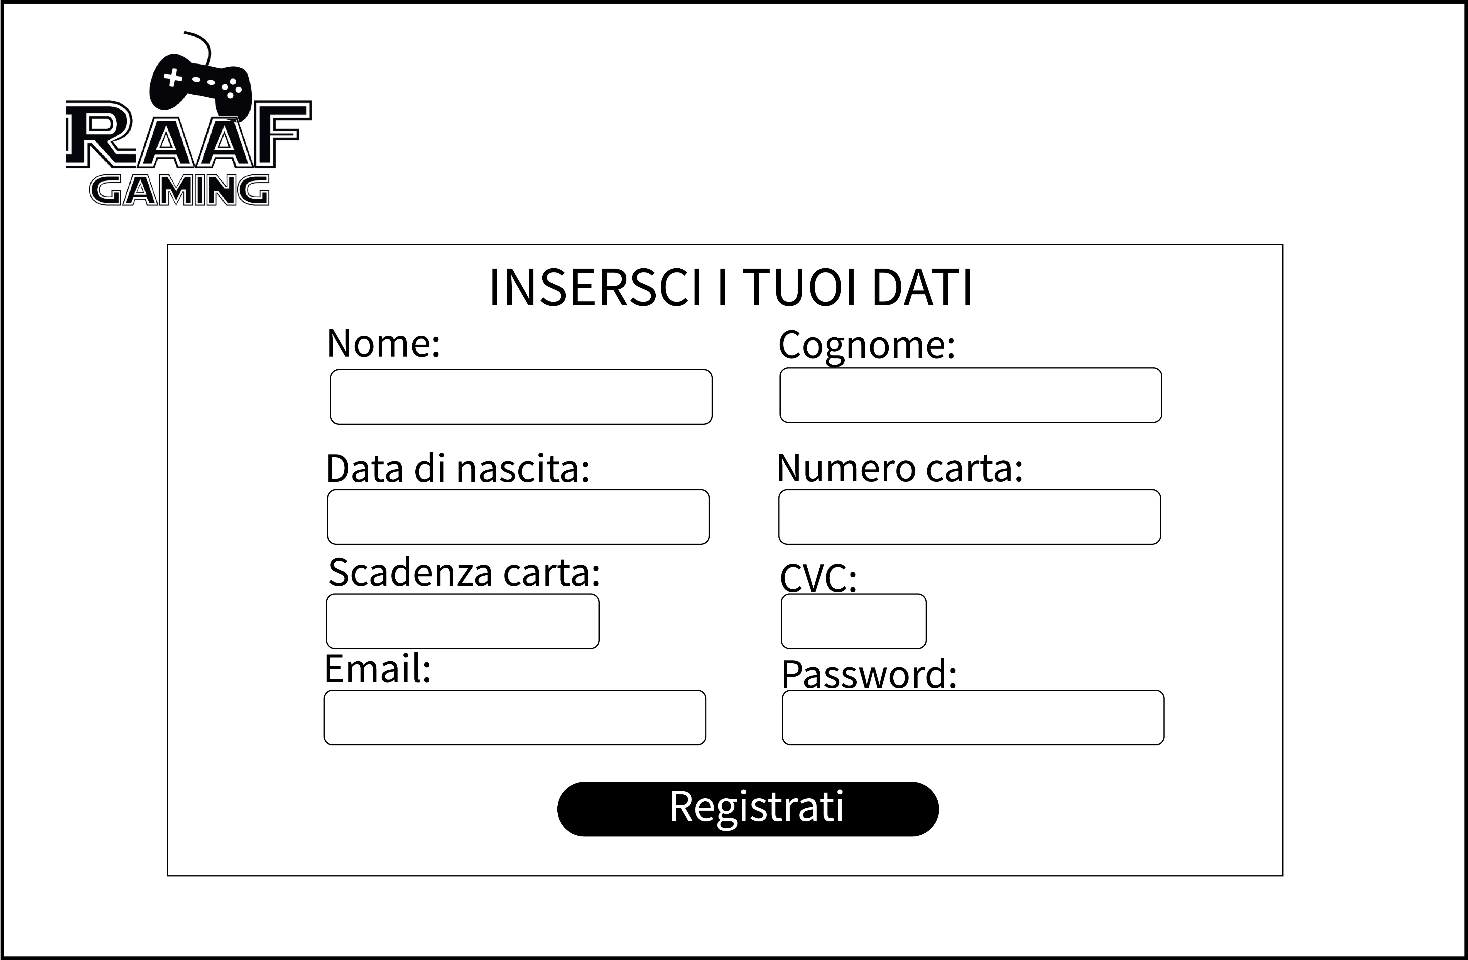 RAAF
GAMING
INSERSCI I TUOI DATI
Nome:
Cognome:
Data di nascita:
Numero carta:
Scadenza carta:
CVC:
Email:
Password:
Registrati